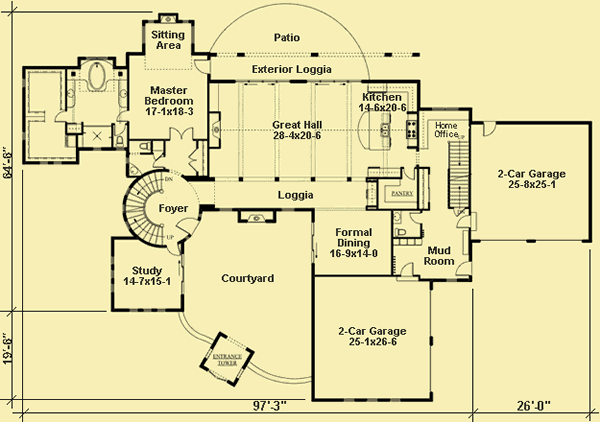 Sitting
Area
Patio
Exterior Loggia
Master
Bedroom
17-1x18-3
Kitchen
14-6x20-6
Great Hall
28-4x20-6
Home
Office
UP
2-Car Garage
25-8x25-1
64'-6"
DN
Loggia
PANTRY
Foyer
UP
DN
Formal
Dining
16-9x14-0
Mud
Room
Study
14-7x15-1
Courtyard
2-Car Garage
25-1x26-6
19'-6"
ENTRANCE
TOWER
97'-3"
26'-0"